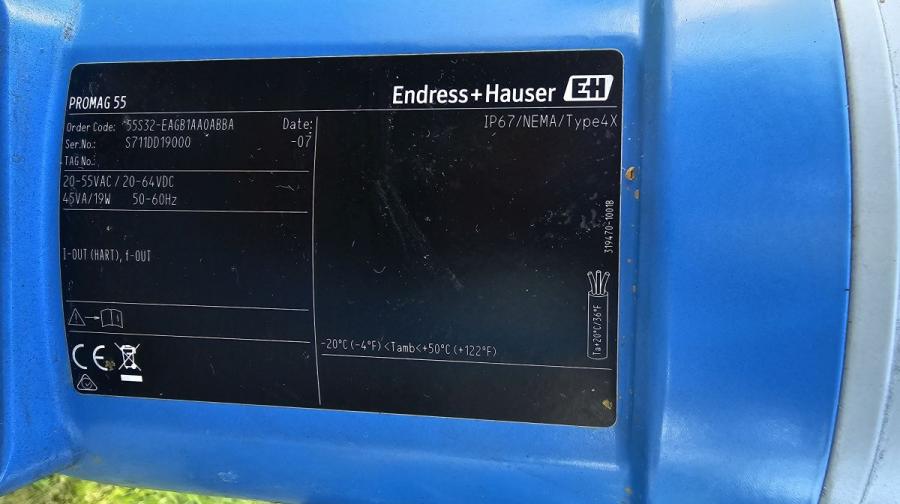 PROMAG 55
Endress+Hauser EH
Order Code: 55S32-EAGB1AA0ABBA
Date:
IP67/NEMA/Type4X
Ser.No.: S711DD19000
-07
TAG No.:
20-55VAC / 20-64VDC
45VA/19W 50-60Hz
I-OUT (HART), f-OUT
-20°C (-4°F) <Tamb<+50°C (+122°F)
CE
319470-10018
Ta+20°C/36°F